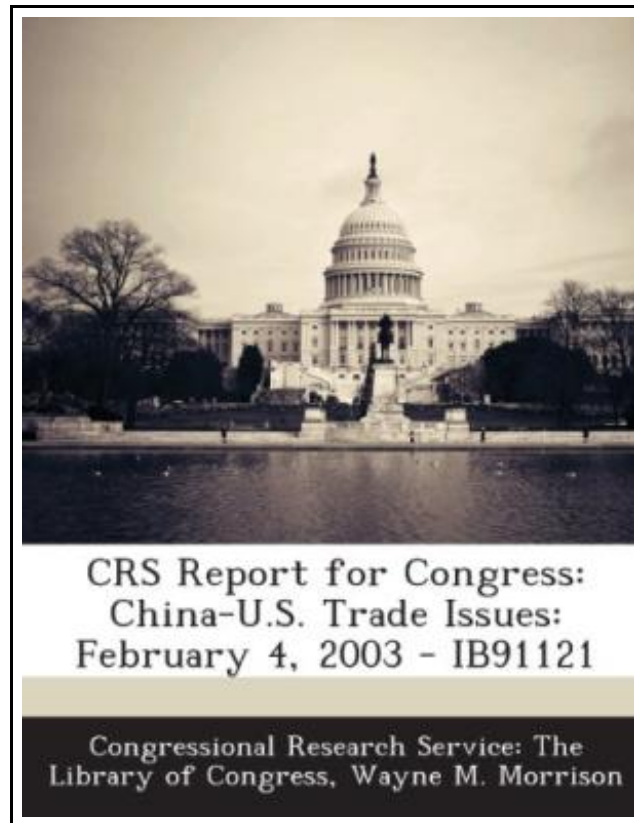 CRS Report for Congress:
China-U.S. Trade Issues:
February 4, 2003 - IB91121
Congressional Research Service: The
Library of Congress, Wayne M. Morrison